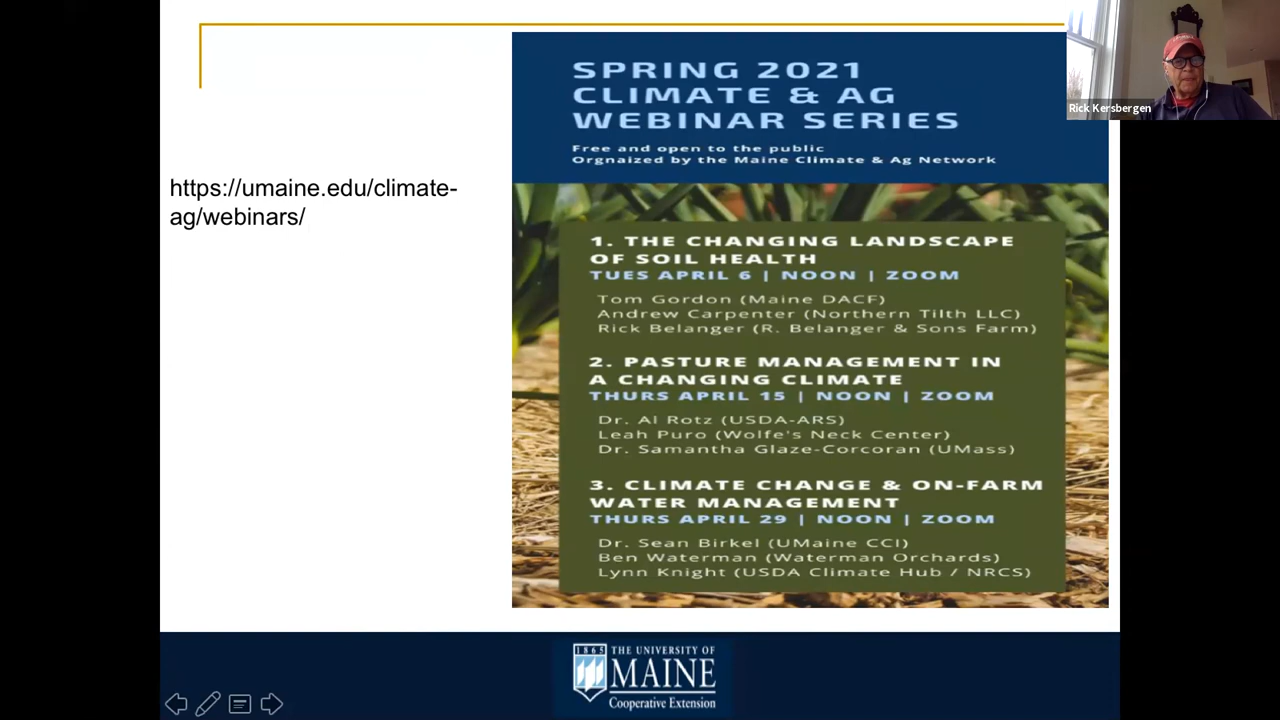 SPRING 2021
CLIMATE & AG
WEBINAR SERIES
Free and open to the public
Orgnaized by the Maine Climate & Ag Network
Rick Kersbergen
https://umaine.edu/climate-
ag/webinars/
1. THE CHANGING LANDSCAPE
OF SOIL HEALTH
TUES APRIL 6 | NOON | ZOOM
Tom Gordon (Maine DACF)
Andrew Carpenter (Northern Tilth LLC)
Rick Belanger (R. Belanger & Sons Farm)
2. PASTURE MANAGEMENT IN
A CHANGING CLIMATE
THURS APRIL 15 | NOON | ZOOM
Dr. Al Rotz (USDA-ARS)
Leah Puro (Wolfe's Neck Center)
Dr. Samantha Glaze-Corcoran (UMass)
3. CLIMATE CHANGE & ON-FARM
WATER MANAGEMENT
THURS APRIL 29 | NOON | ZOOM
Dr. Sean Birkel (UMaine CCI)
Ben Waterman (Waterman Orchards)
Lynn Knight (USDA Climate Hub / NRCS)
1865
THE UNIVERSITY OF
MAINE
Cooperative Extension